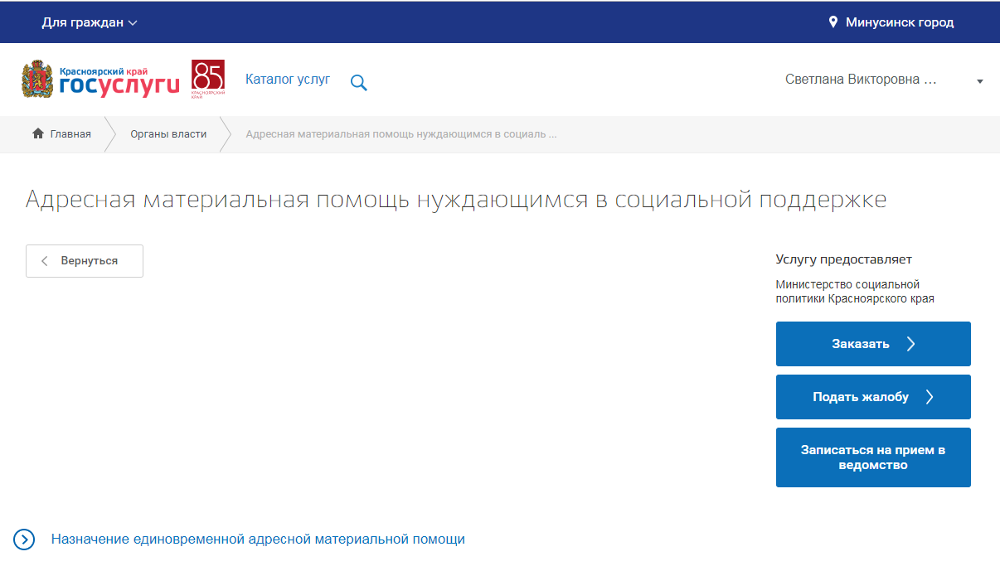 Для граждан
Минусинск город
Красноярский край
госуслуги
85
КРАСНОЯРСКИЙ
КРАЙ
Каталог услуг
Светлана Викторовна ...
Главная
Органы власти
Адресная материальная помощь нуждающимся в социаль ...
Адресная материальная помощь нуждающимся в социальной поддержке
Вернуться
Услугу предоставляет
Министерство социальной
политики Красноярского края
Заказать
Подать жалобу
Записаться на прием в
ведомство
Назначение единовременной адресной материальной помощи